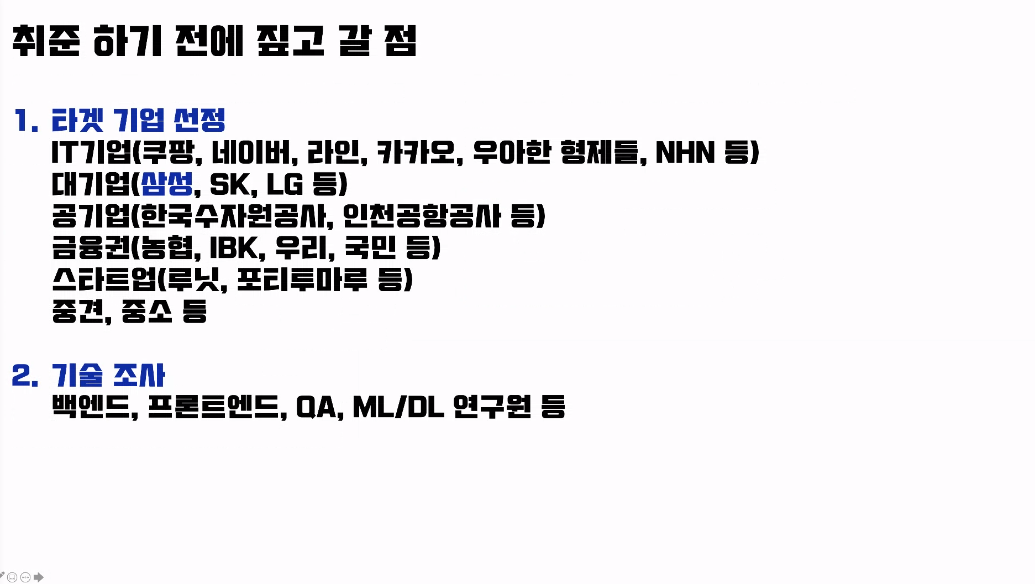 취준 하기 전에 짚고 갈 점
1. 타겟 기업 선정
IT기업(쿠팡, 네이버, 라인, 카카오, 우아한 형제들, NHN 등)
대기업(삼성, SK, LG 등)
공기업(한국수자원공사, 인천공항공사 등)
금융권(농협, IBK, 우리, 국민 등)
스타트업(루닛, 포티투마루 등)
중견, 중소 등
2. 기술 조사
백엔드, 프론트엔드, QA, ML/DL 연구원 등